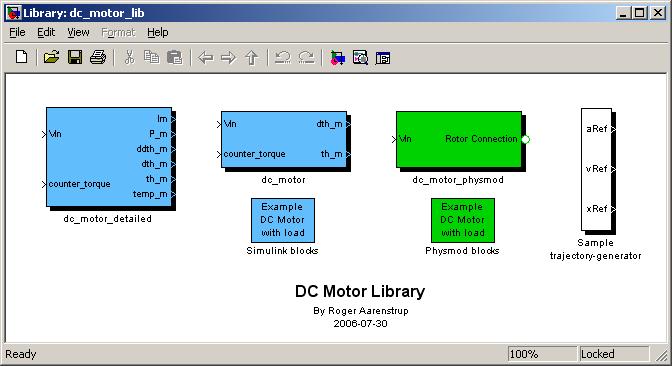 Library: dc_motor_lib
File Edit View Format Help
Im
Vin
P_m
ddth_m
dth_m
counter_torque
th_m
temp_m
dc_motor_detailed
Vin
dth_m
counter_torque
th_m
dc_motor
Vin
Rotor Connection
dc_motor_physmod
aRef
vRef
xRef
Sample
trajectory-generator
Example
DC Motor
with load
Simulink blocks
Example
DC Motor
with load
Physmod blocks
DC Motor Library
By Roger Aarenstrup
2006-07-30
Ready
100%
Locked